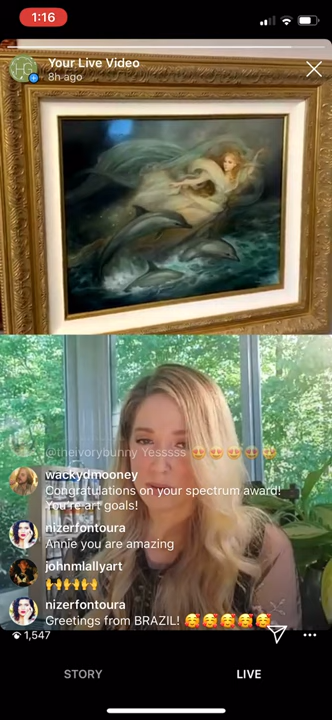 1:16
Your Live Video
8h ago
@theivorybunny Yesssss 😍😍😍😍😍
wackydmooney
Congratulations on your spectrum award!
You're art goals!
nizerfontoura
Annie you are amazing
johnmlallyart
🙌🙌🙌🙌
nizerfontoura
Greetings from BRAZIL! 🥰🥰🥰🥰🥰
1,547
STORY LIVE